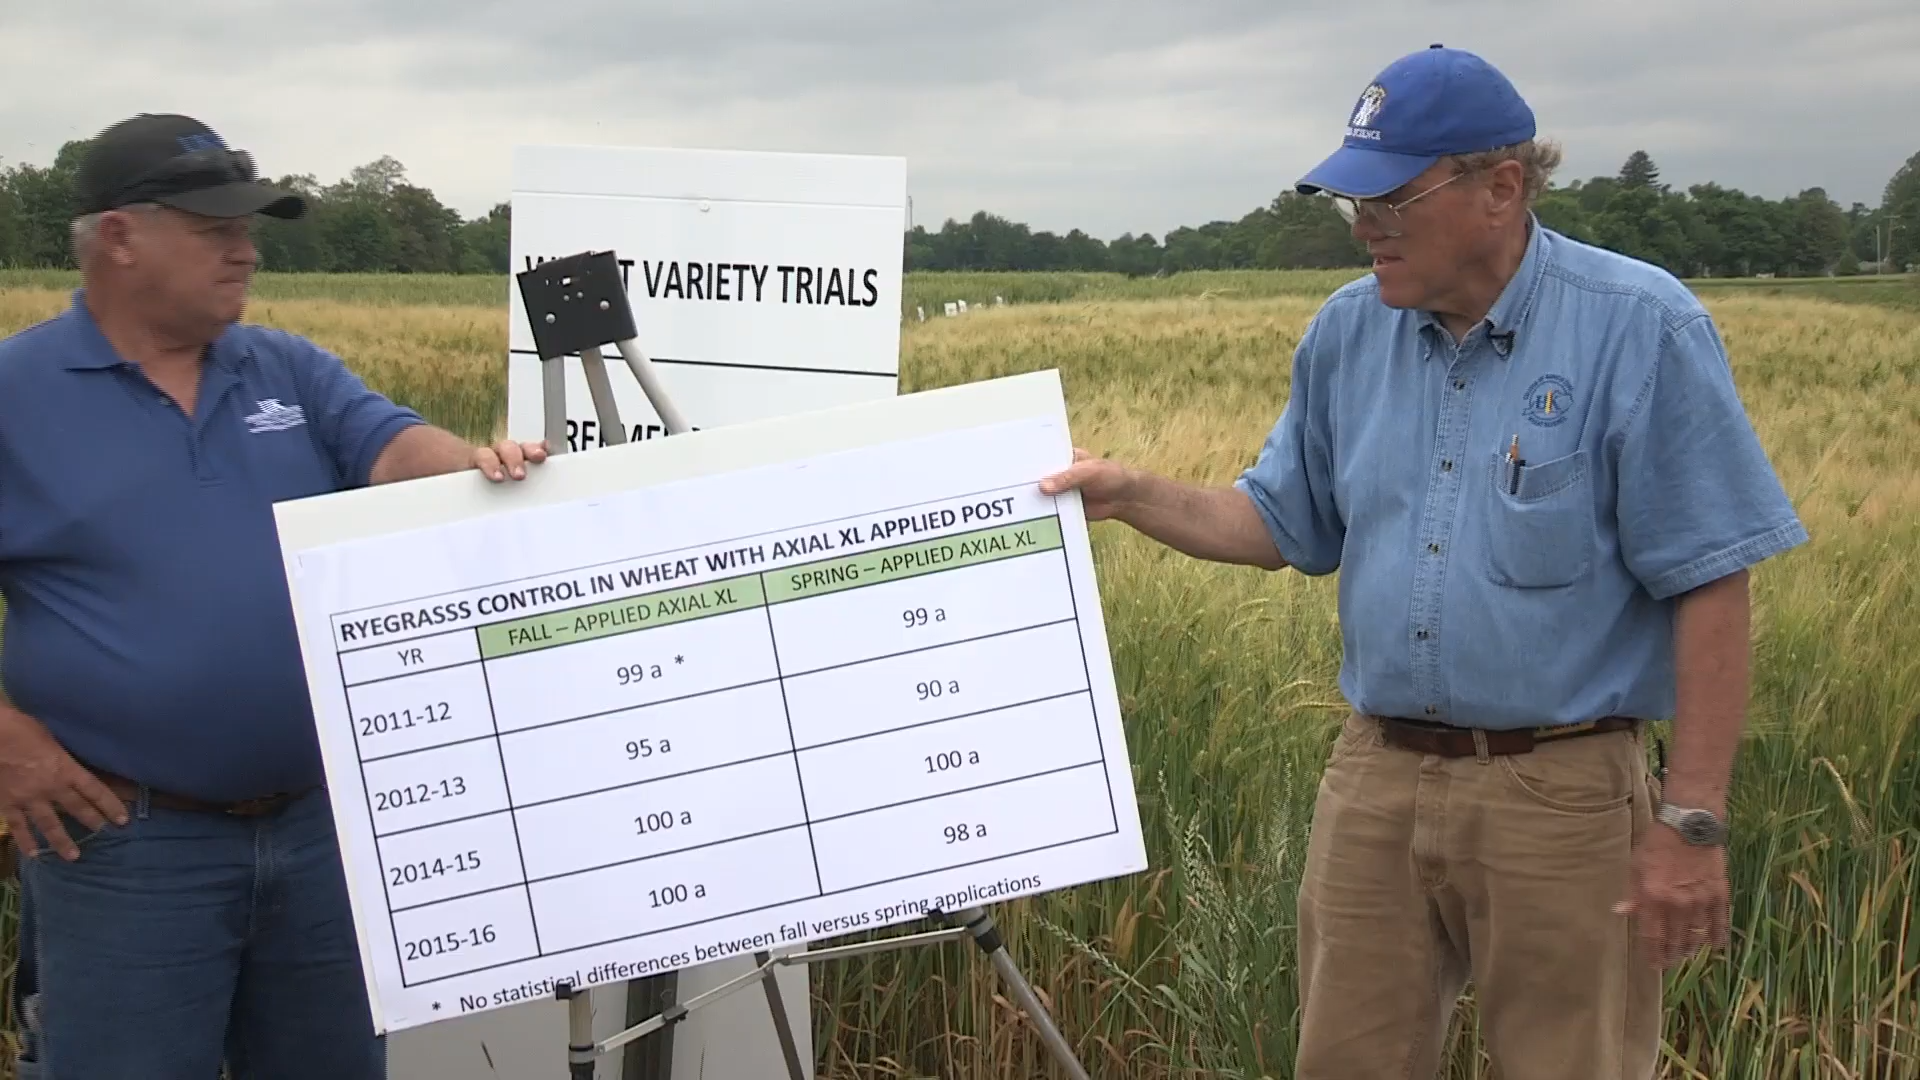 SCIENCE
T VARIETY TRIALS
RYEGRASSS CONTROL IN WHEAT WITH AXIAL XL APPLIED POST
YR FALL – APPLIED AXIAL XL SPRING – APPLIED AXIAL XL
2011-12 99 a * 99 a
2012-13 95 a 90 a
2014-15 100 a 100 a
2015-16 100 a 98 a
* No statistical differences between fall versus spring applications